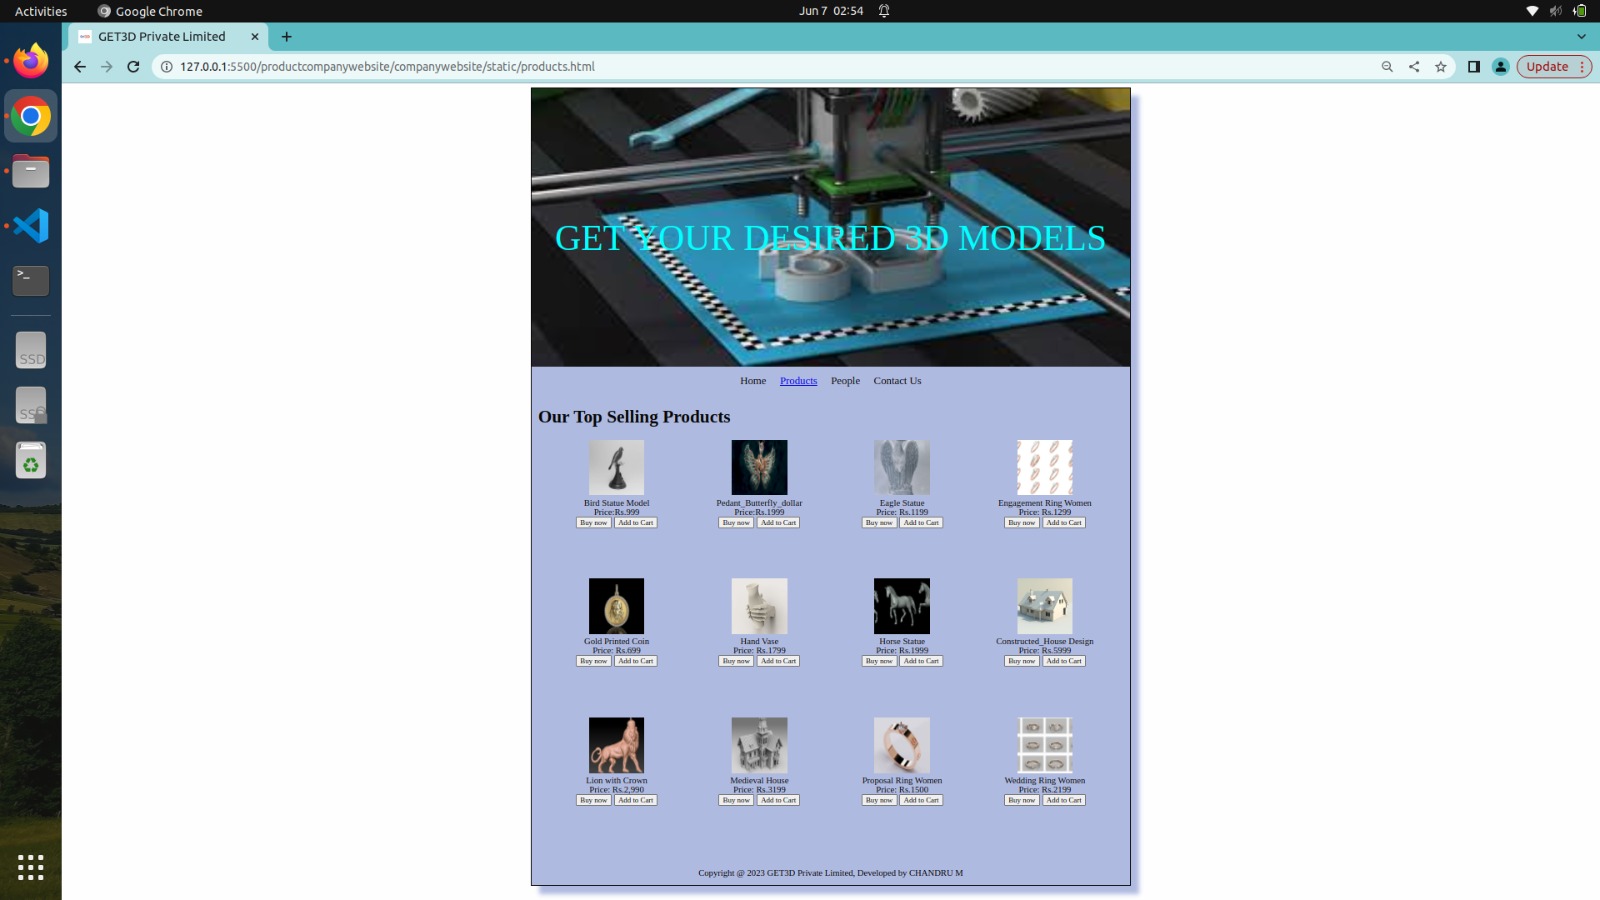 Activities
Google Chrome
Jun 7 02:54
GET3D Private Limited
127.0.0.1:5500/productcompanywebsite/companywebsite/static/products.html
Update
GET YOUR DESIRED 3D MODELS
Home Products People Contact Us
Our Top Selling Products
Bird Statue Model
Price:Rs.999
Buy now Add to Cart
Pedant_Butterfly_dollar
Price:Rs.1999
Buy now Add to Cart
Eagle Statue
Price: Rs.1199
Buy now Add to Cart
Engagement Ring Women
Price: Rs.1299
Buy now Add to Cart
Gold Printed Coin
Price: Rs.699
Buy now Add to Cart
Hand Vase
Price: Rs.1799
Buy now Add to Cart
Horse Statue
Price: Rs.1999
Buy now Add to Cart
Constructed_House Design
Price: Rs.5999
Buy now Add to Cart
Lion with Crown
Price: Rs.2,990
Buy now Add to Cart
Medieval House
Price: Rs.3199
Buy now Add to Cart
Proposal Ring Women
Price: Rs.1500
Buy now Add to Cart
Wedding Ring Women
Price: Rs.2199
Buy now Add to Cart
Copyright @ 2023 GET3D Private Limited, Developed by CHANDRU M
>_
SSD
SSD